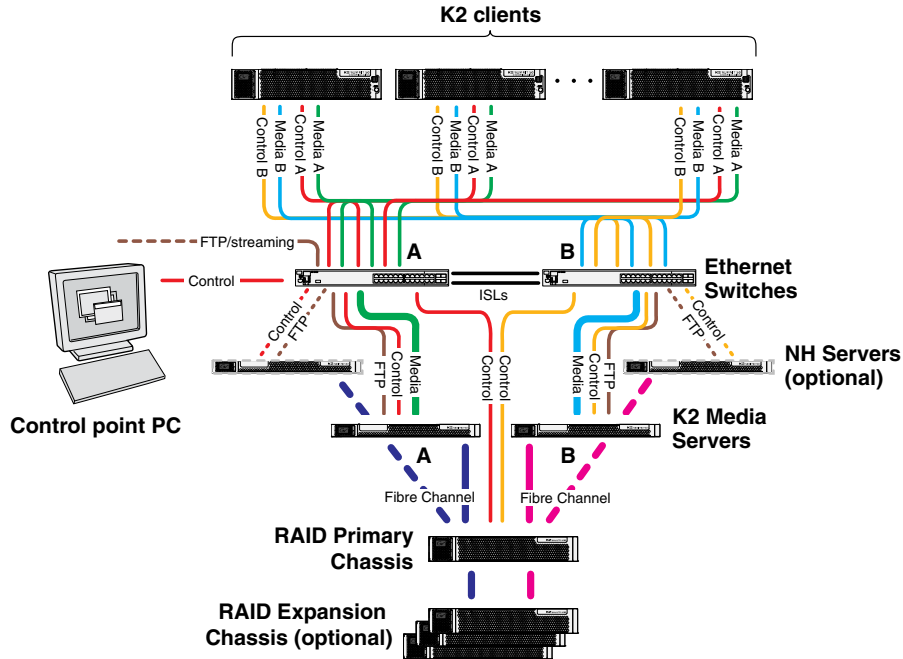 K2 clients
Control B
Media B
Control A
Media A
Control B
Media B
Control A
Media A
Control B
Media B
Control A
Media A
FTP/streaming
A
B
Control
ISLs
Ethernet
Switches
Control
FTP
FTP
Control
Media
Control
Control
Media
Control
FTP
FTP
Control
NH Servers
(optional)
Control point PC
K2 Media
Servers
A
B
Fibre Channel
Fibre Channel
RAID Primary
Chassis
RAID Expansion
Chassis (optional)